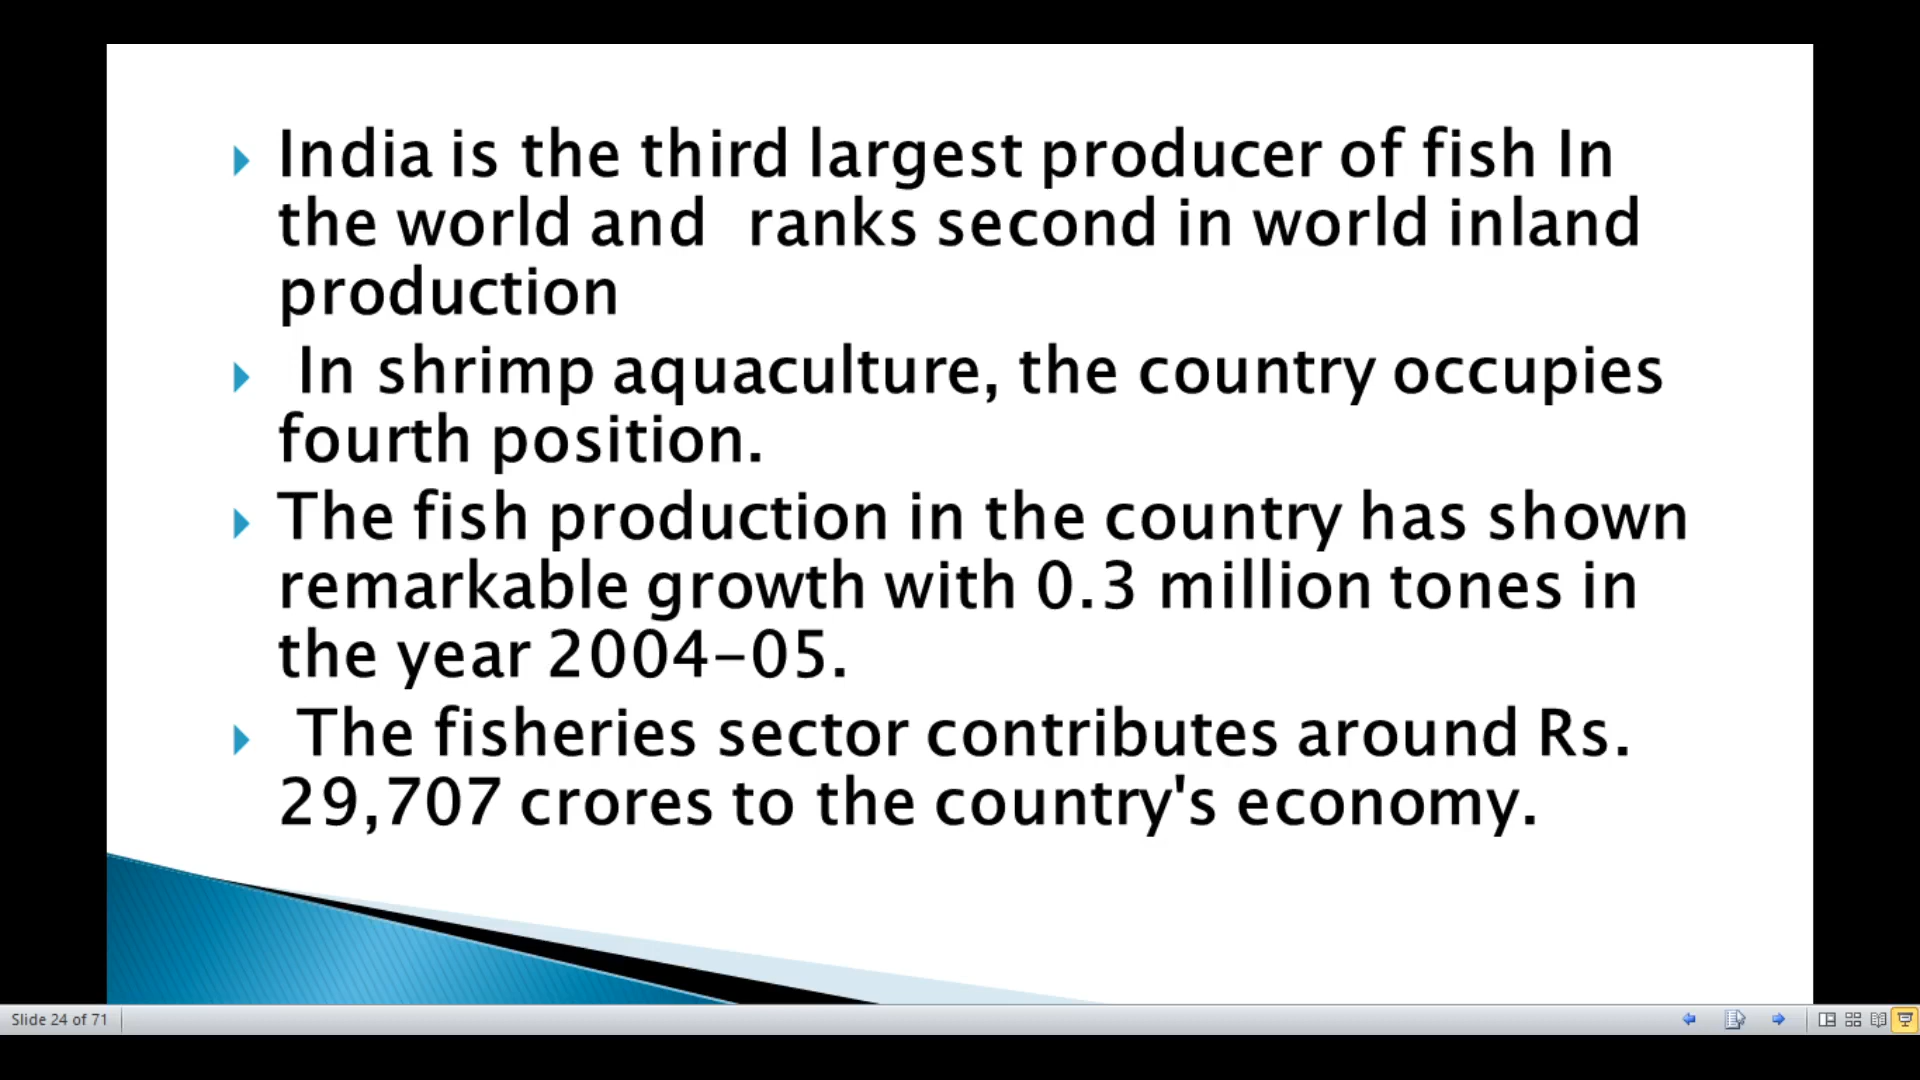 India is the third largest producer of fish In
the world and  ranks second in world inland
production
In shrimp aquaculture, the country occupies
fourth position.
The fish production in the country has shown
remarkable growth with 0.3 million tones in
the year 2004-05.
The fisheries sector contributes around Rs.
29,707 crores to the country's economy.
Slide 24 of 71